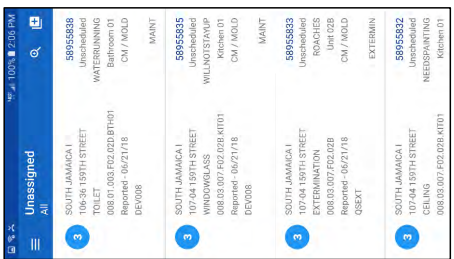 100% 2:06 PM
Unassigned
All
3
SOUTH JAMAICA I
58955838
106-36 159TH STREET
Unscheduled
TOILET
WATERRUNNING
008.01.003.F02.02D.BTH01
Bathroom 01
Reported - 06/21/18
CM / MOLD
DEV008
MAINT
3
SOUTH JAMAICA I
58955835
107-04 159TH STREET
Unscheduled
WINDOWGLASS
WILLNOTSTAYUP
008.03.007.F02.02B.KIT01
Kitchen 01
Reported - 06/21/18
CM / MOLD
DEV008
MAINT
3
SOUTH JAMAICA I
58955833
107-04 159TH STREET
Unscheduled
EXTERMINATION
ROACHES
008.03.007.F02.02B
Unit 02B
Reported - 06/21/18
CM / MOLD
QSEXT
EXTERMIN
3
SOUTH JAMAICA I
58955832
107-04 159TH STREET
Unscheduled
CEILING
NEEDSPAINTING
008.03.007.F02.02B.KIT01
Kitchen 01